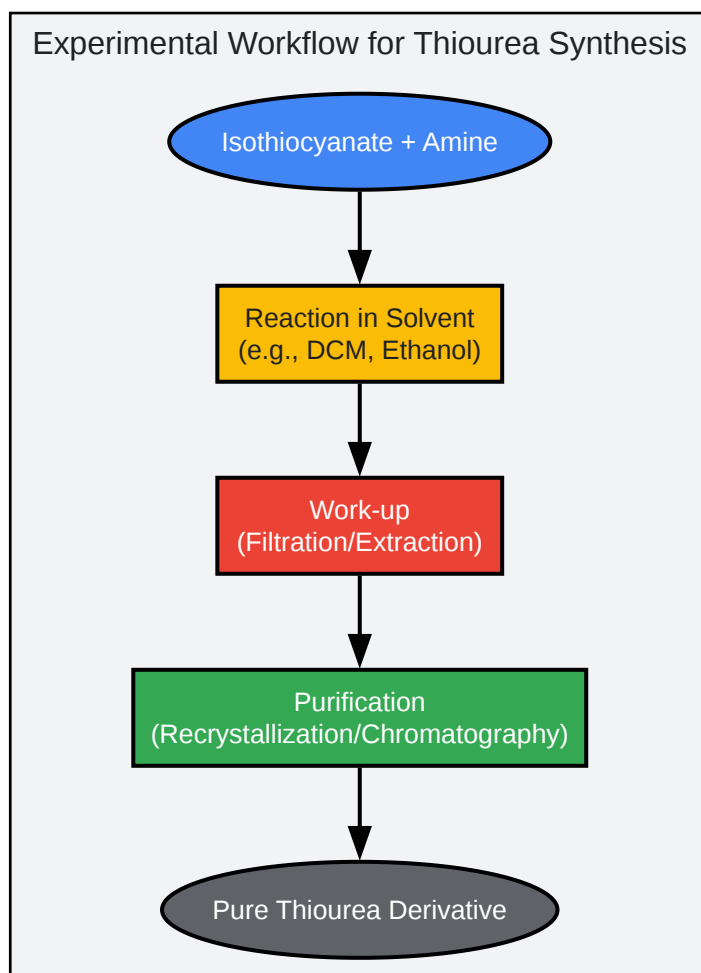 Experimental Workflow for Thiourea Synthesis
Isothiocyanate + Amine
Reaction in Solvent
(e.g., DCM, Ethanol)
Work-up
(Filtration/Extraction)
Purification
(Recrystallization/Chromatography)
Pure Thiourea Derivative